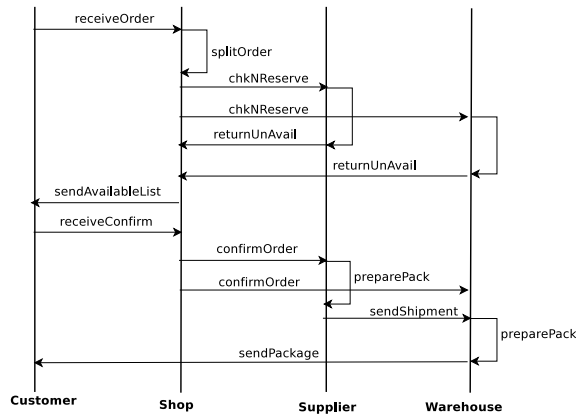 receiveOrder
splitOrder
chkNReserve
chkNReserve
returnUnAvail
returnUnAvail
sendAvailableList
receiveConfirm
confirmOrder
preparePack
confirmOrder
sendShipment
preparePack
sendPackage
Customer
Shop
Supplier
Warehouse